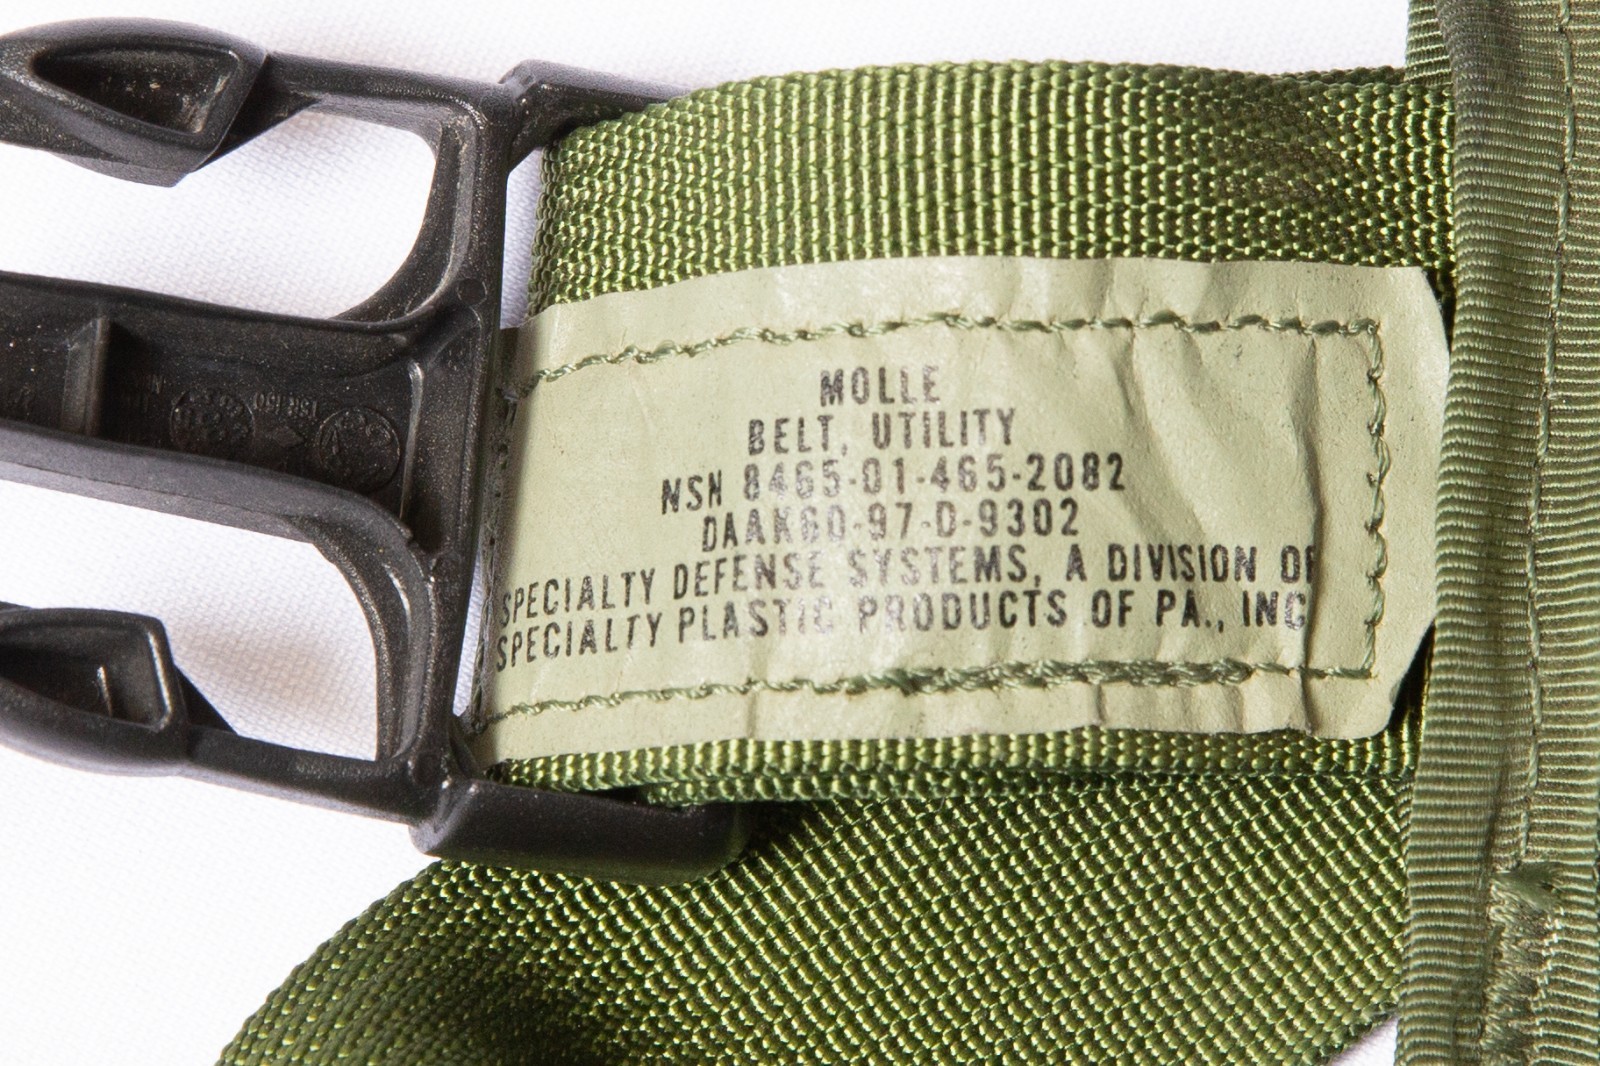 MOLLE
BELT, UTILITY
NSN 8465-01-465-2082
DAAK60-97-D-9302
SPECIALTY DEFENSE SYSTEMS, A DIVISION OF
SPECIALTY PLASTIC PRODUCTS OF PA., INC
TSR150